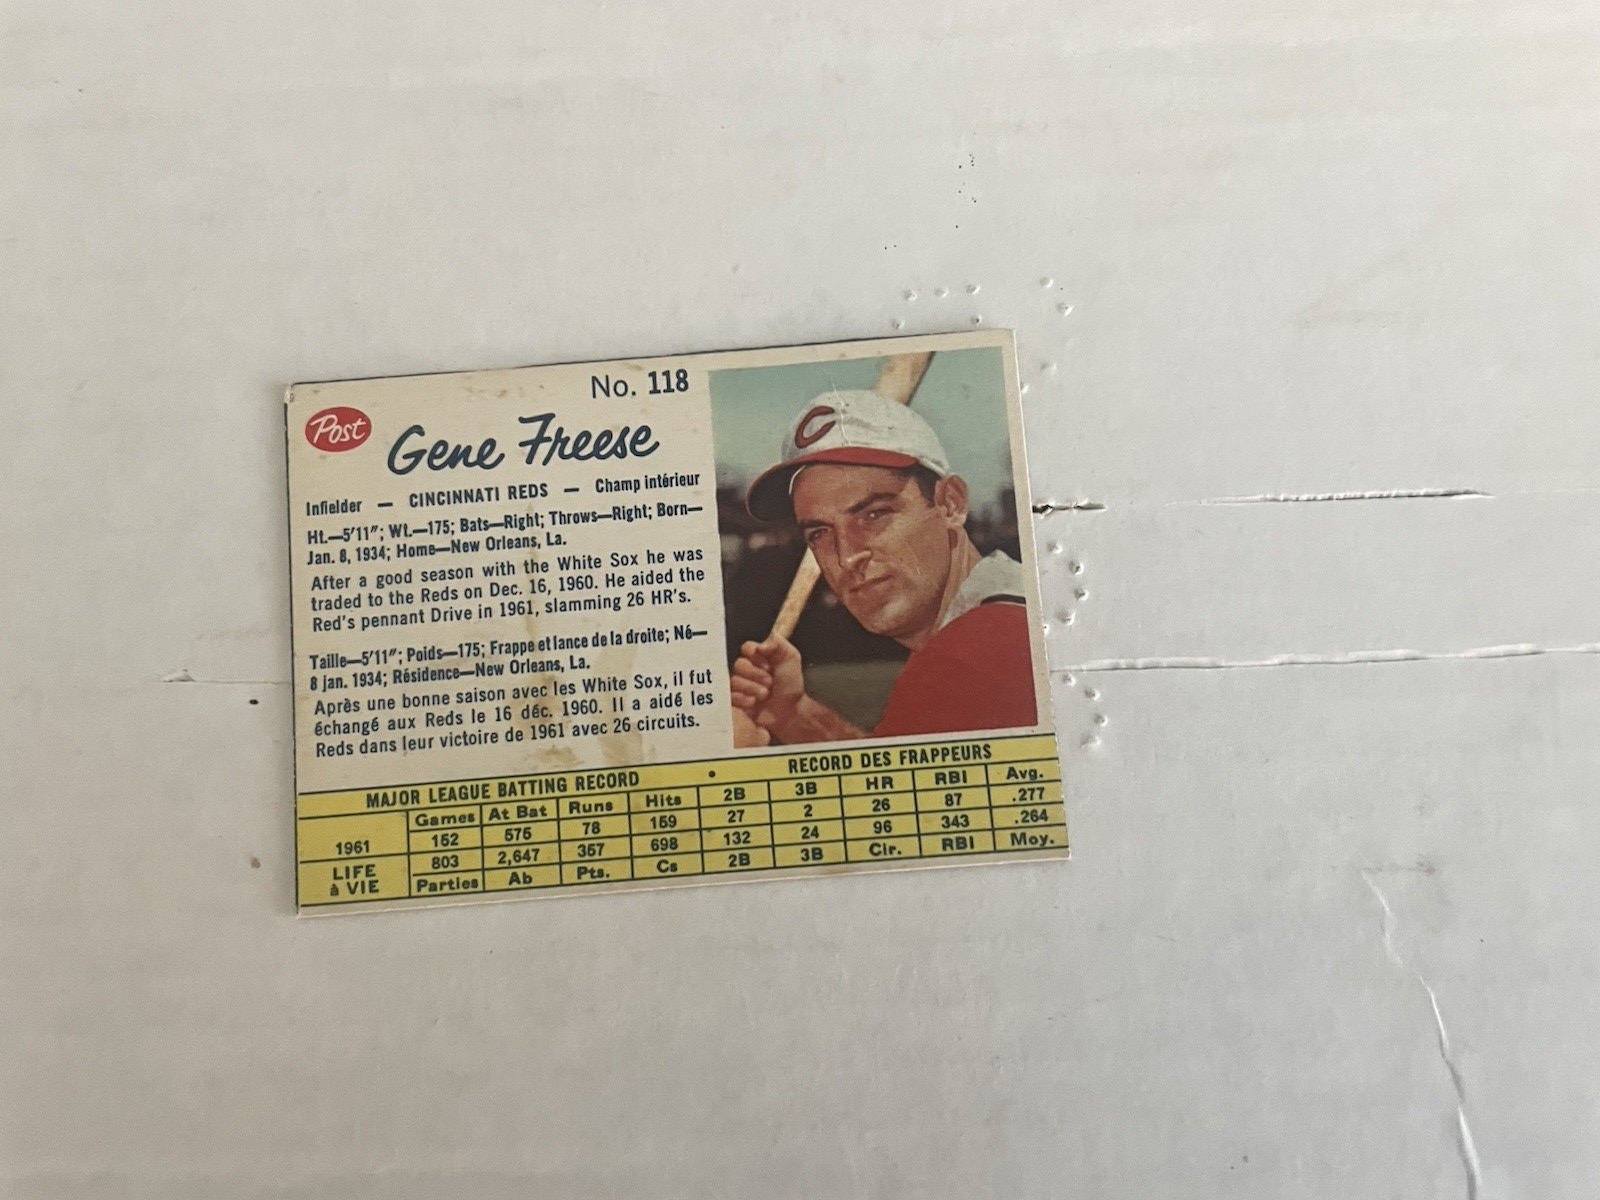 No. 118
Post
Gene Freese
Infielder — CINCINNATI REDS — Champ intérieur
Ht.—5'11"; Wt.—175; Bats—Right; Throws—Right; Born—
Jan. 8, 1934; Home—New Orleans, La.
After a good season with the White Sox he was
traded to the Reds on Dec. 16, 1960. He aided the
Red's pennant Drive in 1961, slamming 26 HR's.
Taille—5'11"; Poids—175; Frappe et lance de la droite; Né—
8 jan. 1934; Résidence—New Orleans, La.
Après une bonne saison avec les White Sox, il fut
échangé aux Reds le 16 déc. 1960. Il a aidé les
Reds dans leur victoire de 1961 avec 26 circuits.
C
MAJOR LEAGUE BATTING RECORD • RECORD DES FRAPPEURS
Games At Bat Runs Hits 2B 3B HR RBI Avg.
1961 152 575 78 159 27 2 26 87 .277
LIFE à VIE 803 2,647 357 698 132 24 96 343 .264
Parties Ab Pts. Cs 2B 3B Cir. RBI Moy.